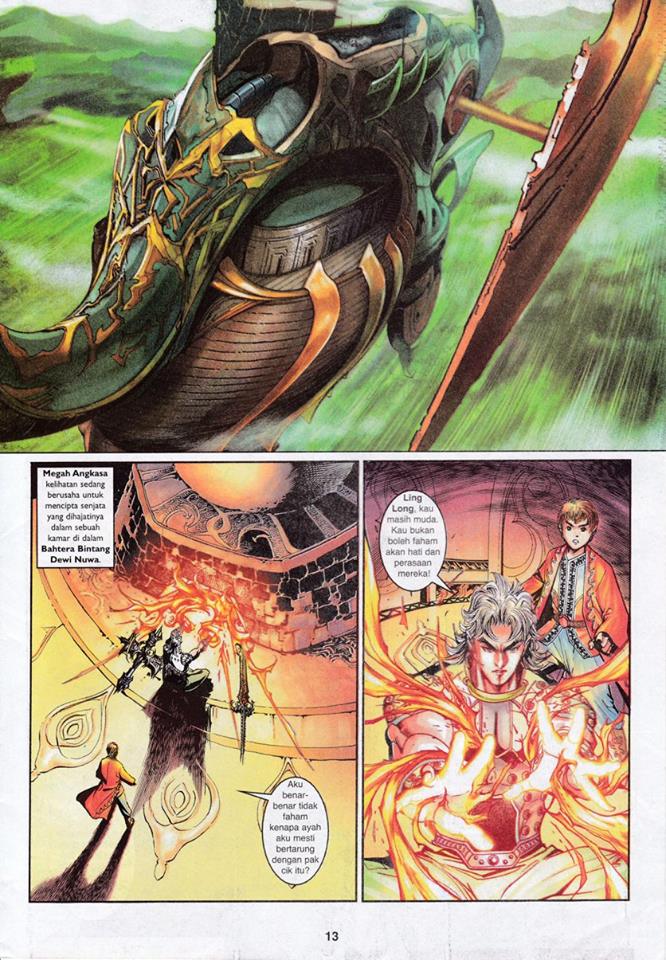 Megah Angkasa
kelihatan sedang
berusaha untuk
mencipta senjata
yang dihajatinya
dalam sebuah
kamar di dalam
Bahtera Bintang
Dewi Nuwa.
Aku
benar-
benar tidak
faham
kenapa ayah
aku mesti
bertarung
dengan pak
cik itu?
Ling
Long, kau
masih muda.
Kau bukan
boleh faham
akan hati dan
perasaan
mereka!
13